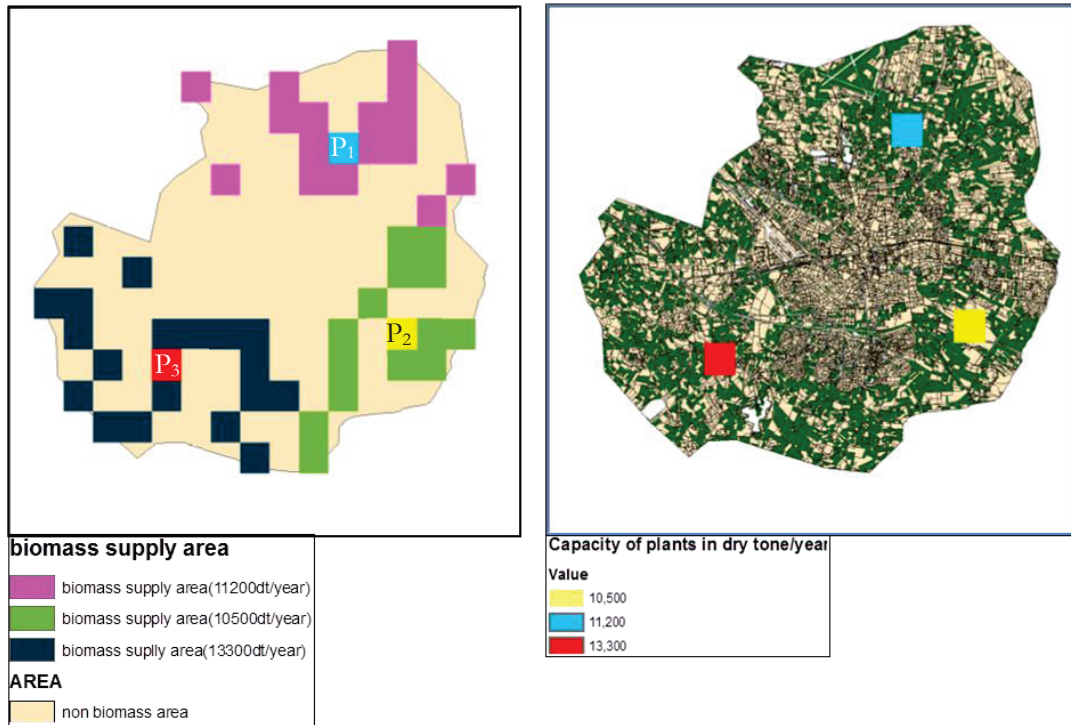 P1
P2
P3
biomass supply area
biomass supply area(11200dt/year)
biomass supply area(10500dt/year)
biomass suplly area(13300dt/year)
AREA
non biomass area
Capacity of plants in dry tone/year
Value
10,500
11,200
13,300